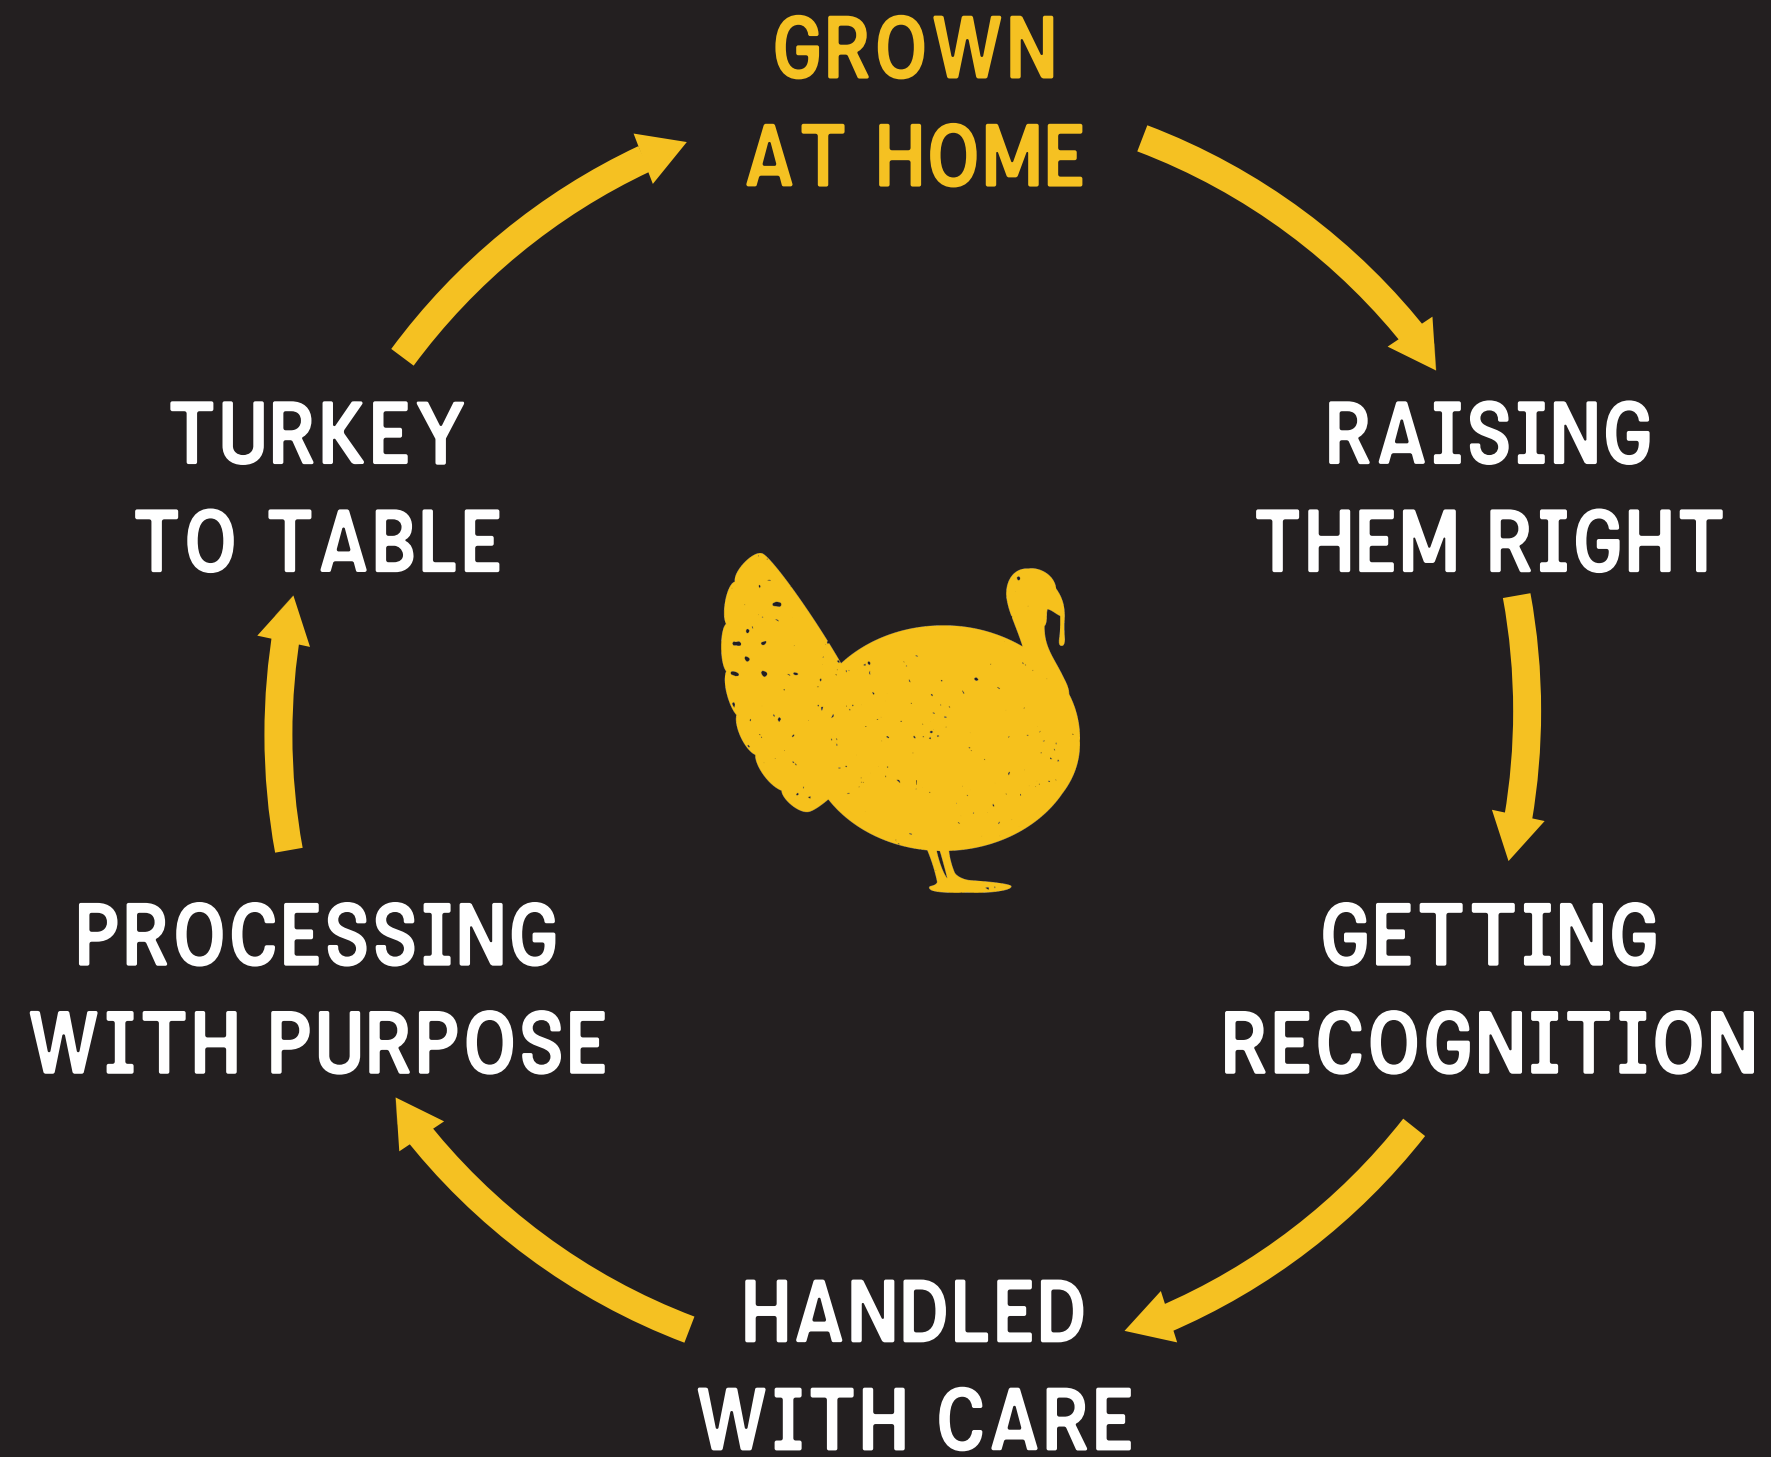 GROWN
AT HOME
RAISING
THEM RIGHT
GETTING
RECOGNITION
HANDLED
WITH CARE
PROCESSING
WITH PURPOSE
TURKEY
TO TABLE